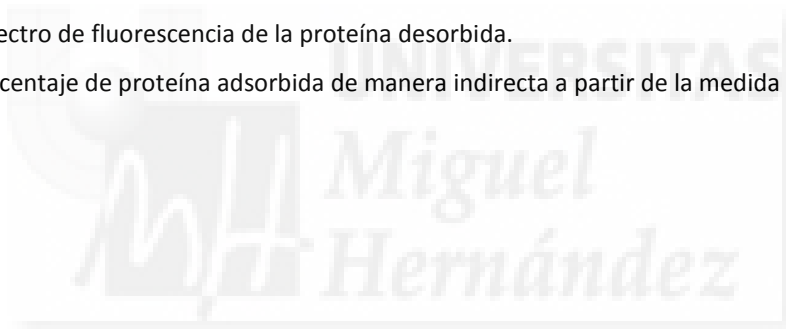 ectro de fluorescencia de la proteína desorbida.
centaje de proteína adsorbida de manera indirecta a partir de la medida
UNIVERSITAS
Miguel
Hernández